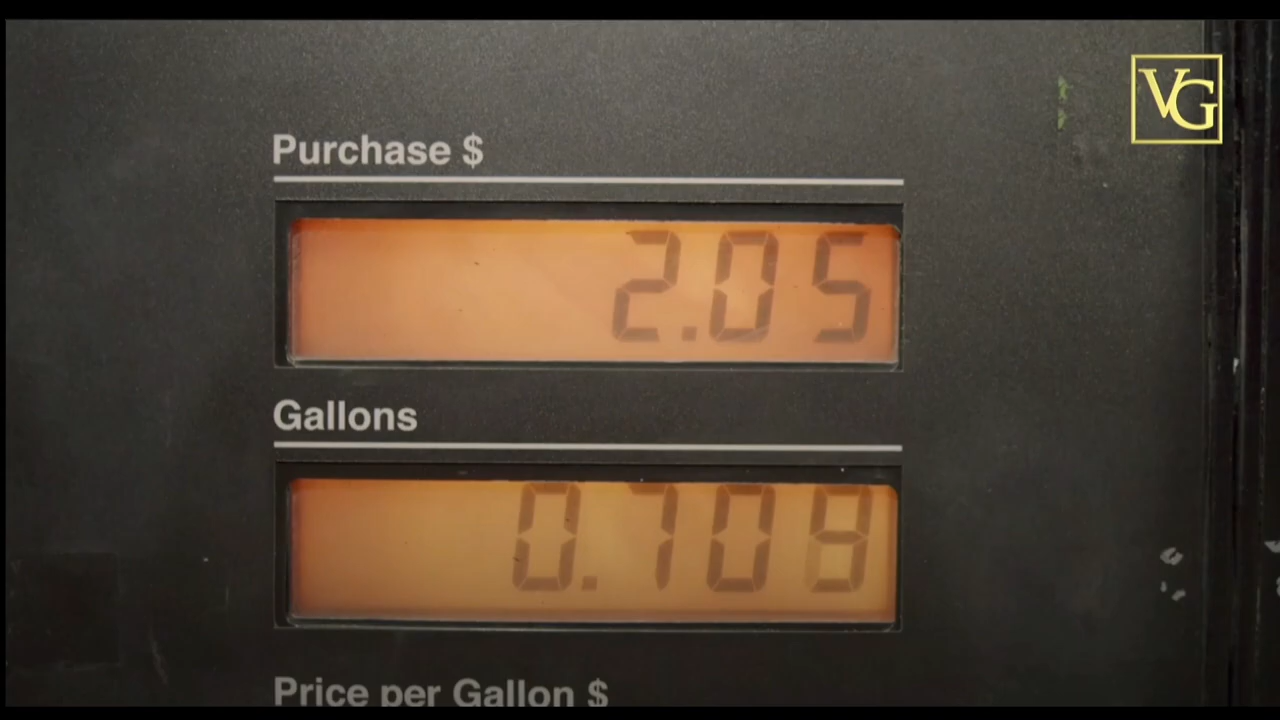 VG
Purchase $
2.05
Gallons
0.708
Price per Gallon $